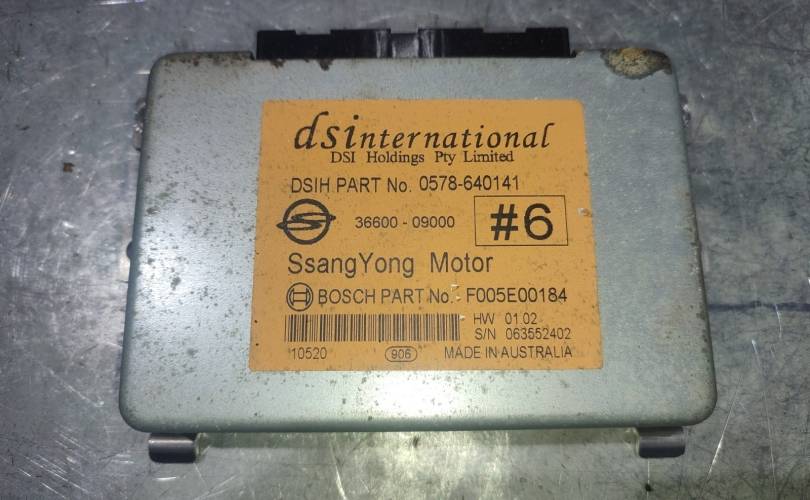 dsinternational
DSI Holdings Pty Limited
DSIH PART No. 0578-640141
36600 - 09000 #6
SsangYong Motor
BOSCH PART No. F005E00184
HW 01.02
S/N 063552402
10520 906 MADE IN AUSTRALIA